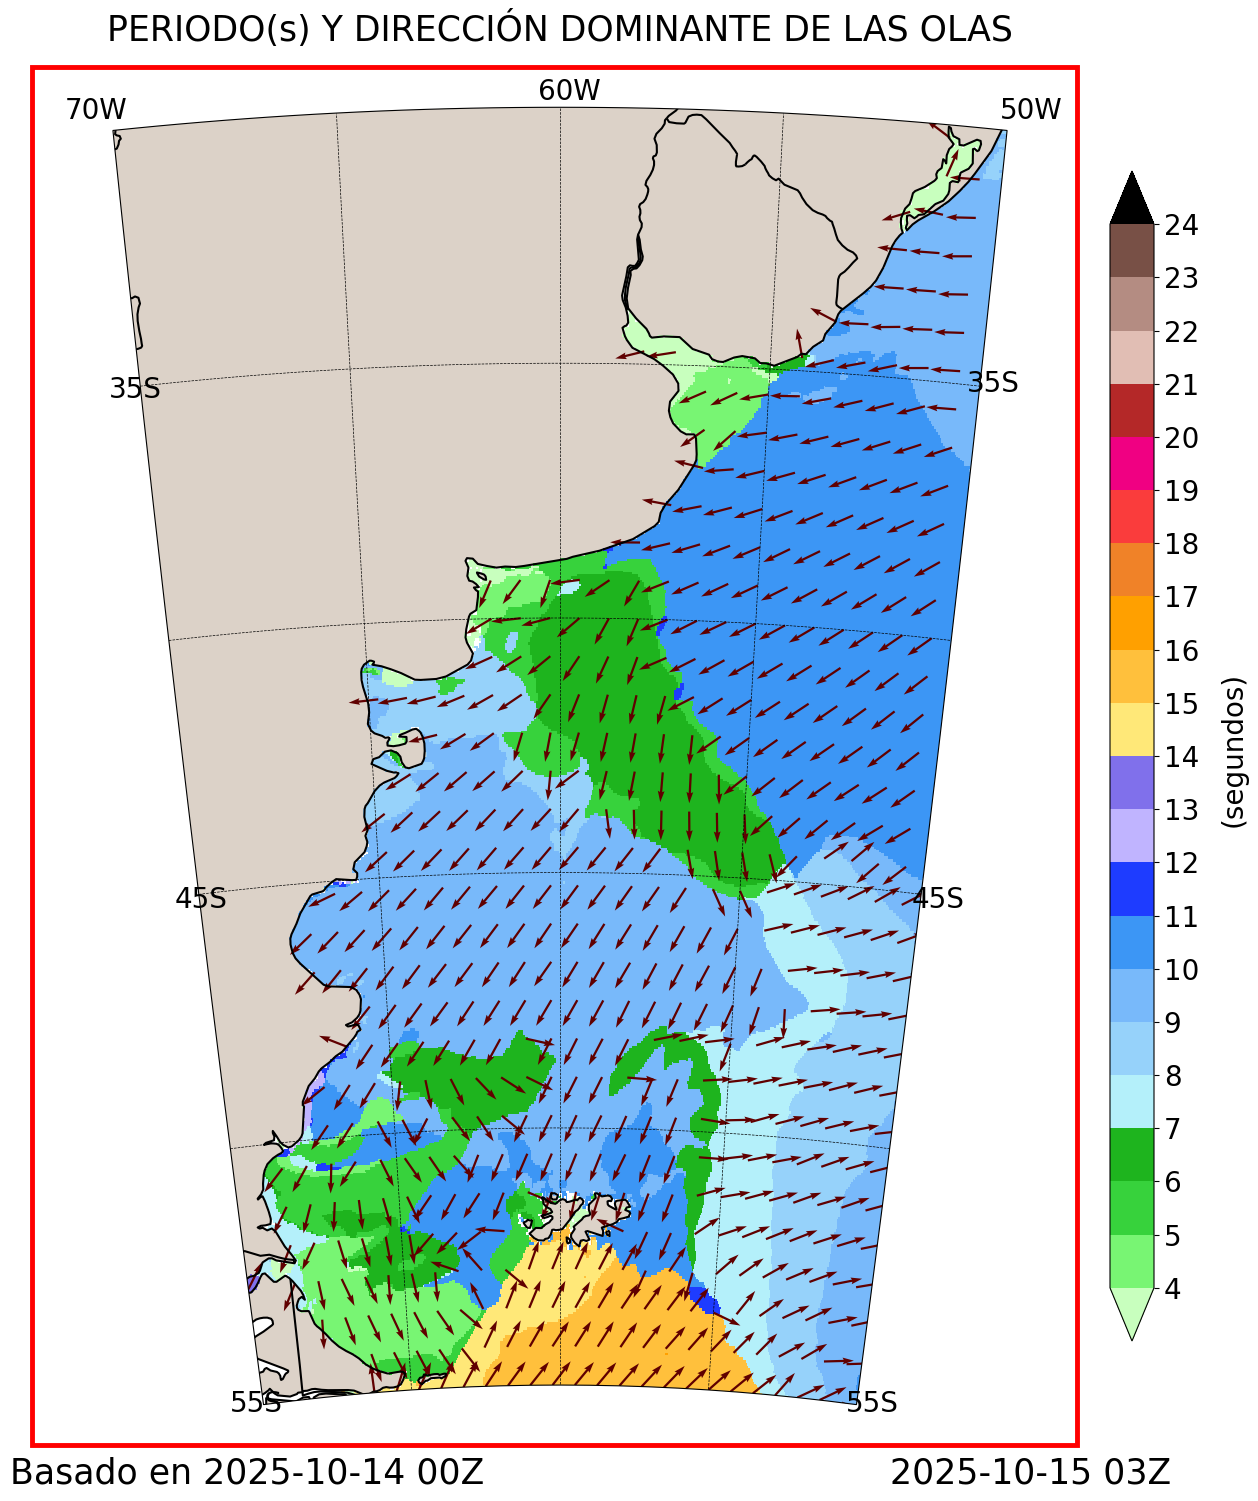 PERIODO(s) Y DIRECCIÓN DOMINANTE DE LAS OLAS
70W
60W
50W
35S
35S
45S
45S
55S
55S
24
23
22
21
20
19
18
17
16
15
14
13
12
11
10
9
8
7
6
5
4
(segundos)
Basado en 2025-10-14 00Z
2025-10-15 03Z